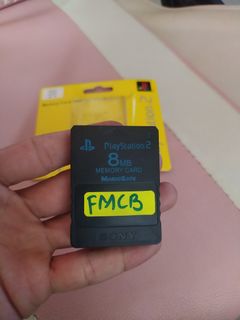 PlayStation 2
8MB
MEMORY CARD
MagicGate
FMCB
SONY